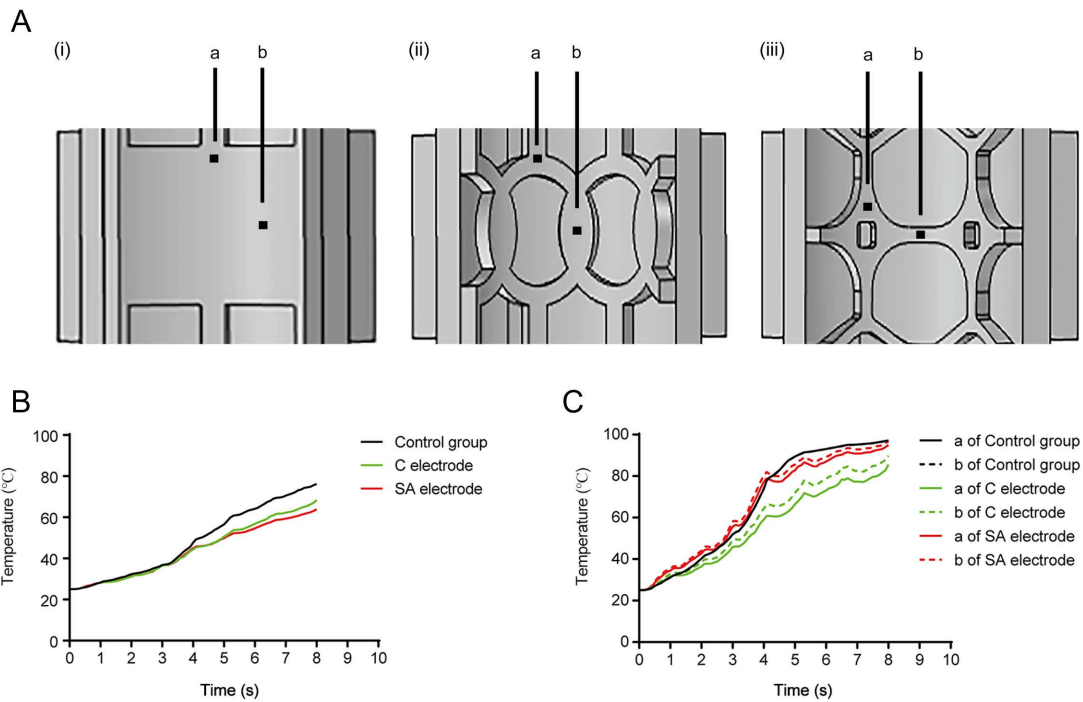 A
(i)
a
b
(ii)
a
b
(iii)
a
b
B
Temperature (℃)
100
80
60
40
20
0
0 1 2 3 4 5 6 7 8 9 10
Time (s)
Control group
C electrode
SA electrode
C
Temperature (℃)
100
80
60
40
20
0
0 1 2 3 4 5 6 7 8 9 10
Time (s)
a of Control group
b of Control group
a of C electrode
b of C electrode
a of SA electrode
b of SA electrode